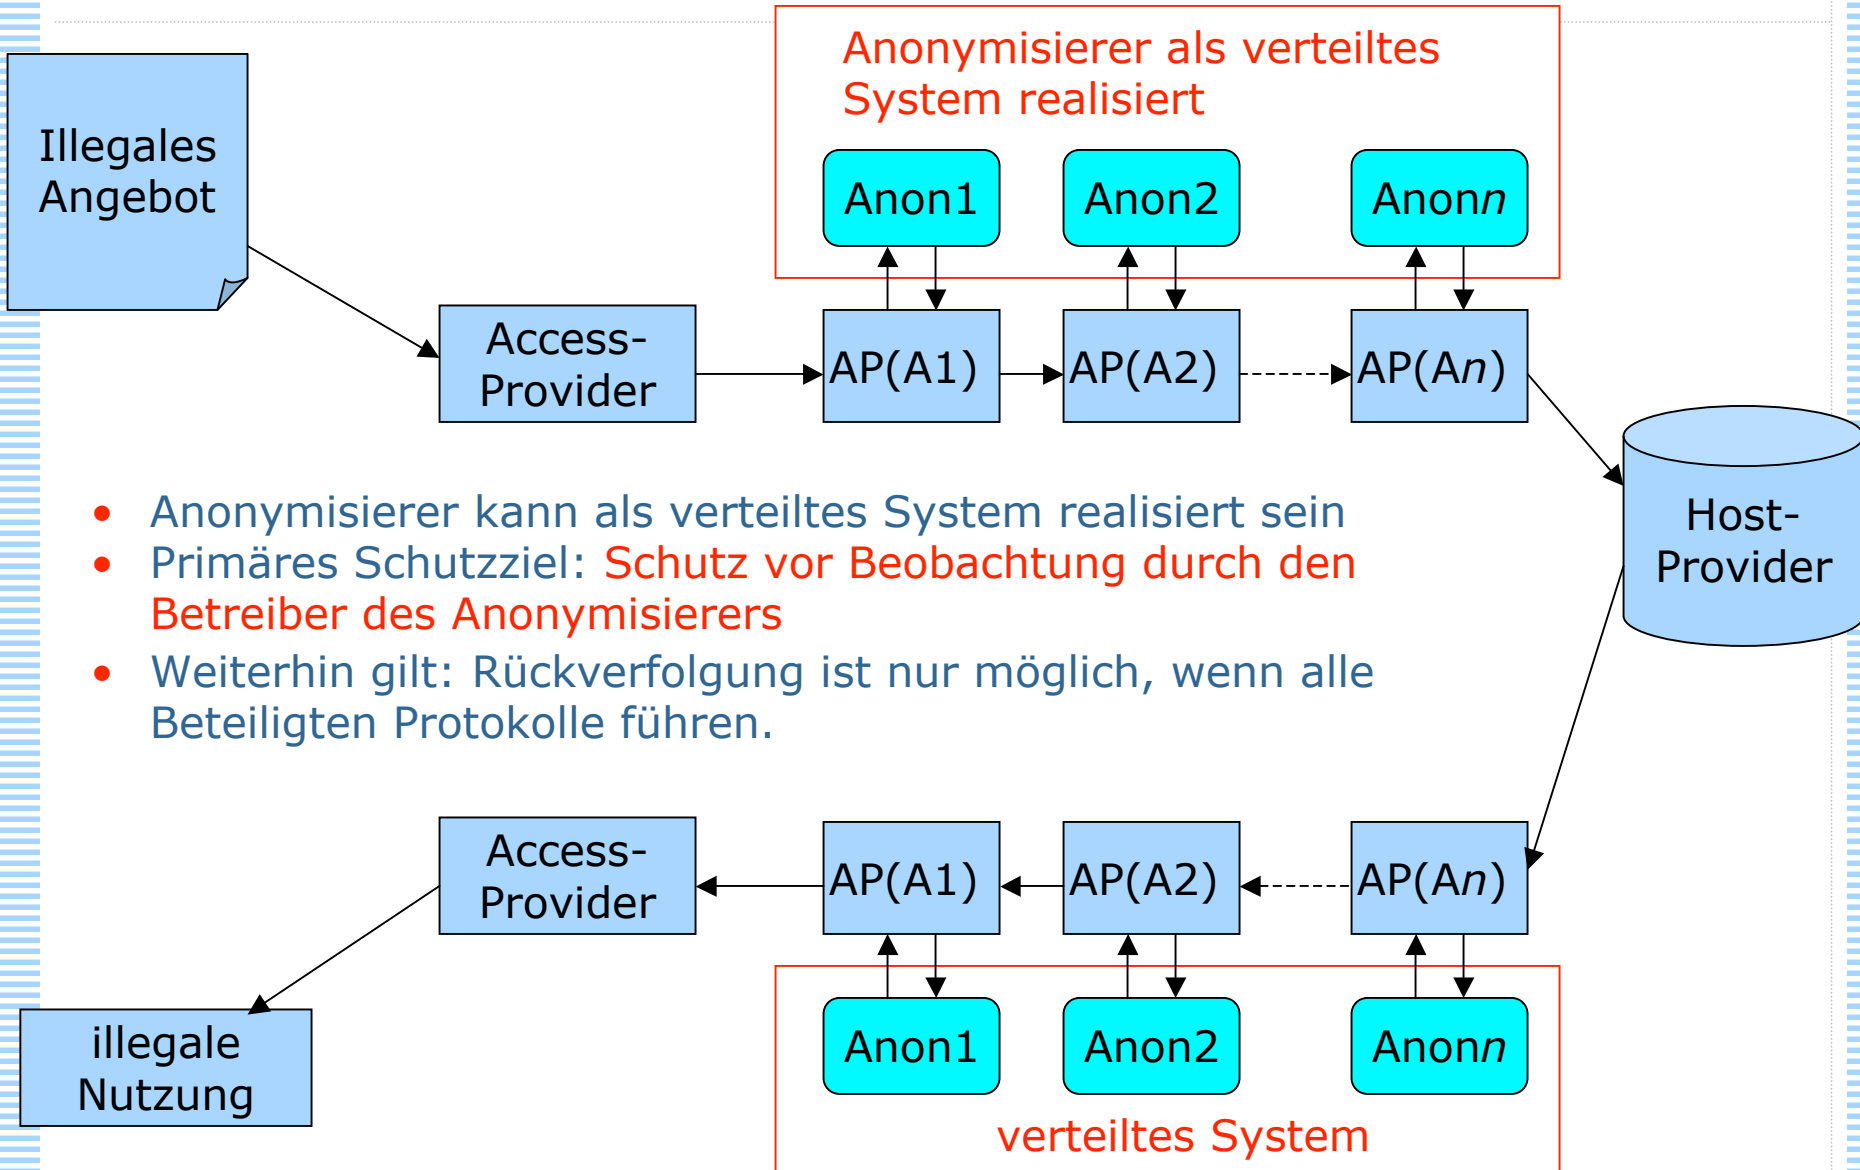 Anonymisierer als verteiltes
System realisiert
Illegales
Angebot
Anon1
Anon2
Anonn
Access-
Provider
AP(A1)
AP(A2)
AP(An)
Host-
Provider
• Anonymisierer kann als verteiltes System realisiert sein
• Primäres Schutzziel: Schutz vor Beobachtung durch den
Betreiber des Anonymisierers
• Weiterhin gilt: Rückverfolgung ist nur möglich, wenn alle
Beteiligten Protokolle führen.
Access-
Provider
AP(A1)
AP(A2)
AP(An)
illegale
Nutzung
Anon1
Anon2
Anonn
verteiltes System